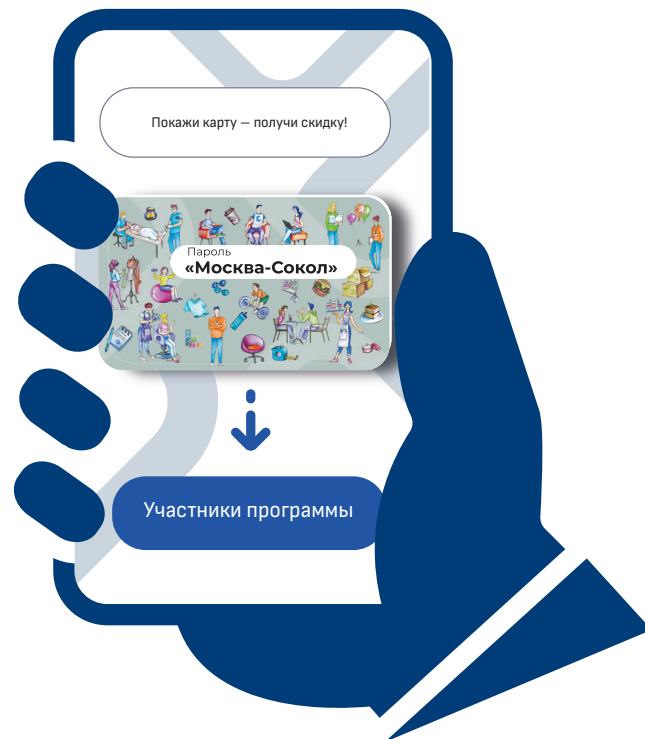 Покажи карту — получи скидку!
Пароль
«Москва-Сокол»
Участники программы